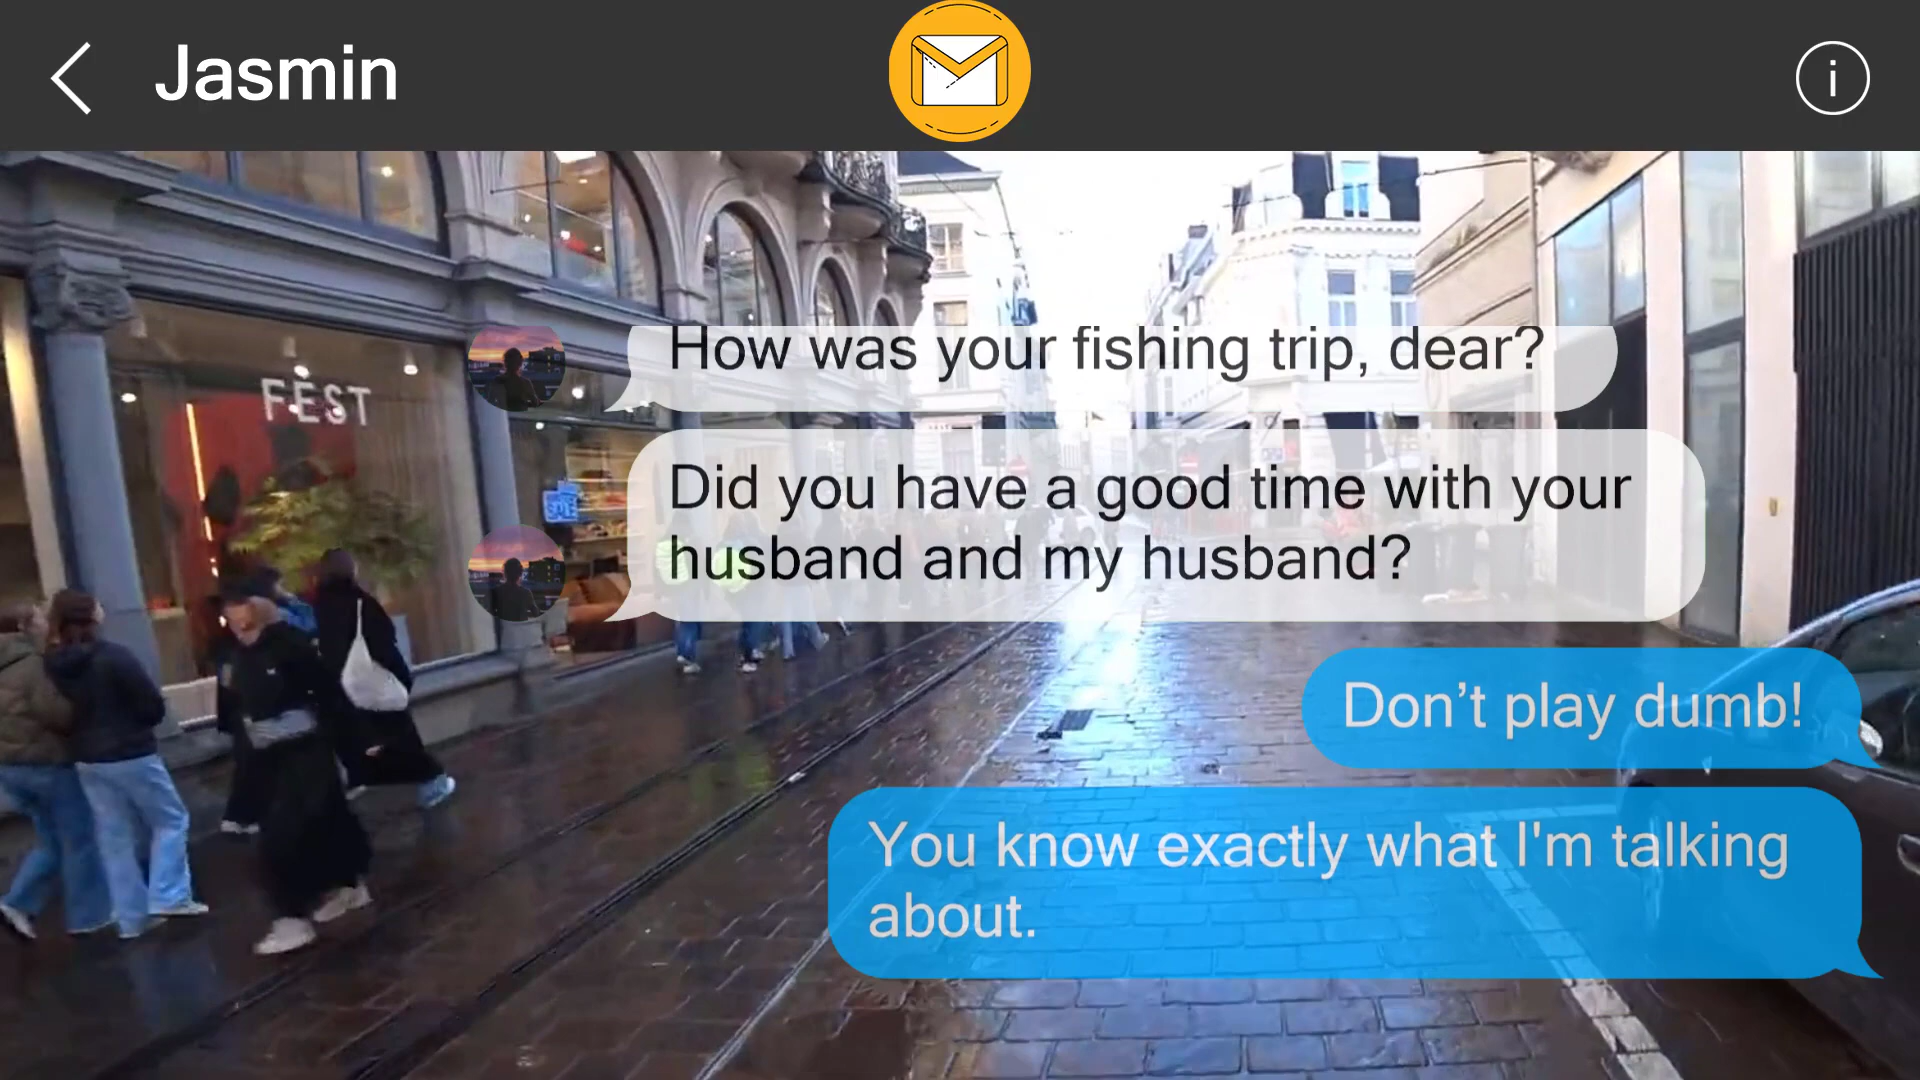 Jasmin
i
How was your fishing trip, dear?
FEST
Did you have a good time with your
husband and my husband?
SALE
Don’t play dumb!
You know exactly what I'm talking
about.